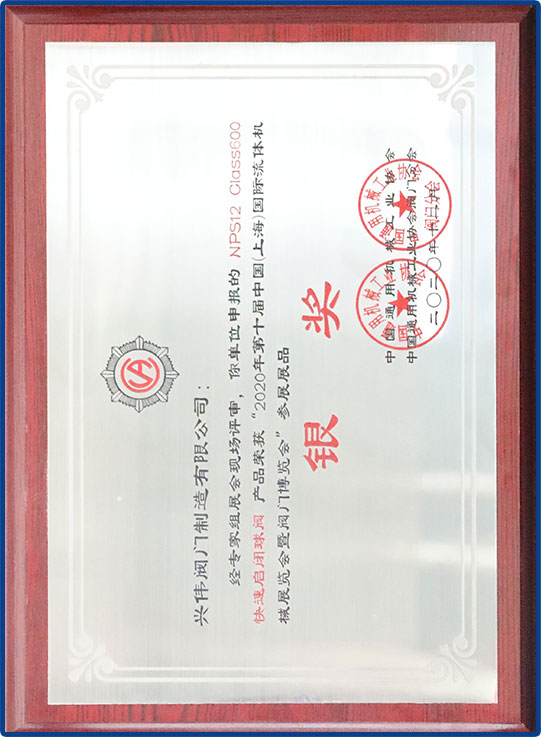 兴伟阀门制造有限公司：
经专家组展会现场评审，你单位申报的 NPS12 Class600
快速启闭球阀 产品荣获“2020年第十届中国(上海)国际流体机
械展览会暨阀门博览会”参展展品
银 奖
中国通用机械工业协会
中国通用机械工业协会阀门分会
二〇二〇年十二月